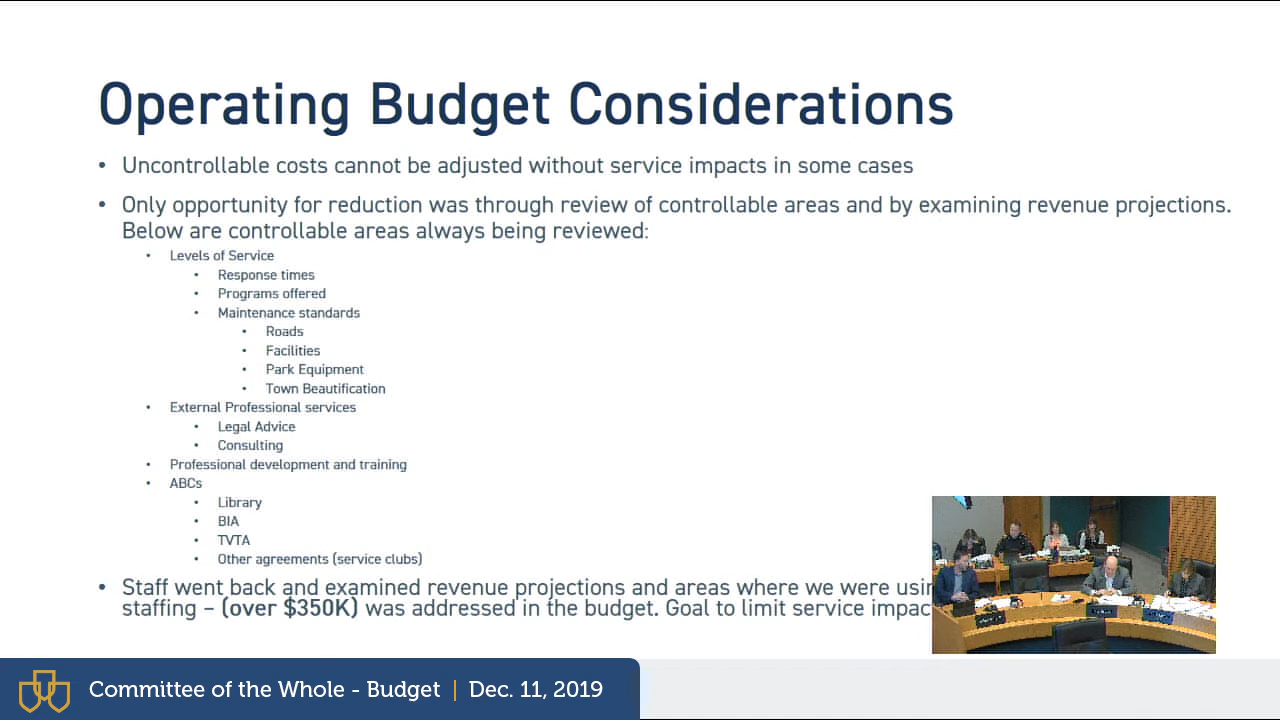 Operating Budget Considerations
• Uncontrollable costs cannot be adjusted without service impacts in some cases
• Only opportunity for reduction was through review of controllable areas and by examining revenue projections.
Below are controllable areas always being reviewed:
• Levels of Service
• Response times
• Programs offered
• Maintenance standards
• Roads
• Facilities
• Park Equipment
• Town Beautification
• External Professional services
• Legal Advice
• Consulting
• Professional development and training
• ABCs
• Library
• BIA
• TVTA
• Other agreements (service clubs)
• Staff went back and examined revenue projections and areas where we were usin
staffing – (over $350K) was addressed in the budget. Goal to limit service impac
Committee of the Whole - Budget | Dec. 11, 2019